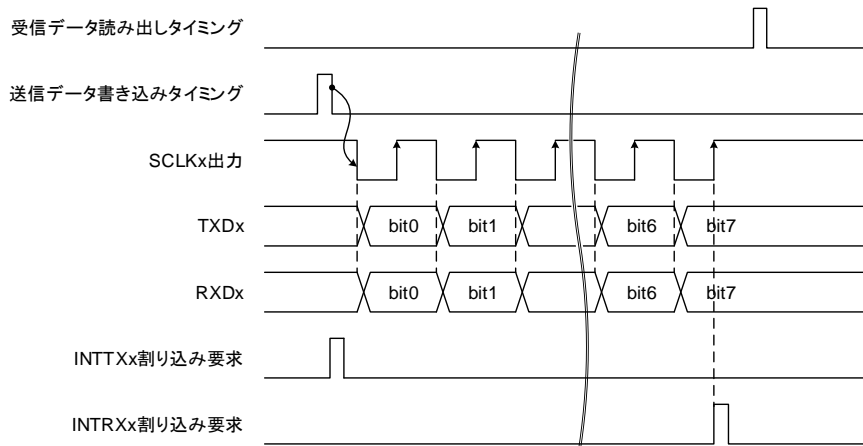 受信データ読み出しタイミング
送信データ書き込みタイミング
SCLKx出力
TXDx bit0 bit1 bit6 bit7
RXDx bit0 bit1 bit6 bit7
INTTXx割り込み要求
INTRXx割り込み要求